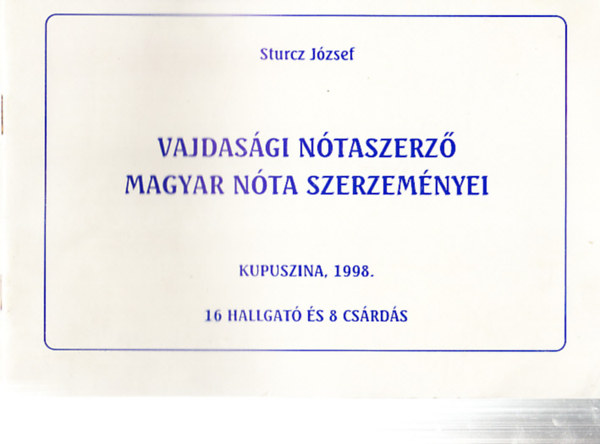 Sturcz József
VAJDASÁGI NÓTASZERZŐ
MAGYAR NÓTA SZERZEMÉNYEI
KUPUSZINA, 1998.
16 HALLGATÓ ÉS 8 CSÁRDÁS